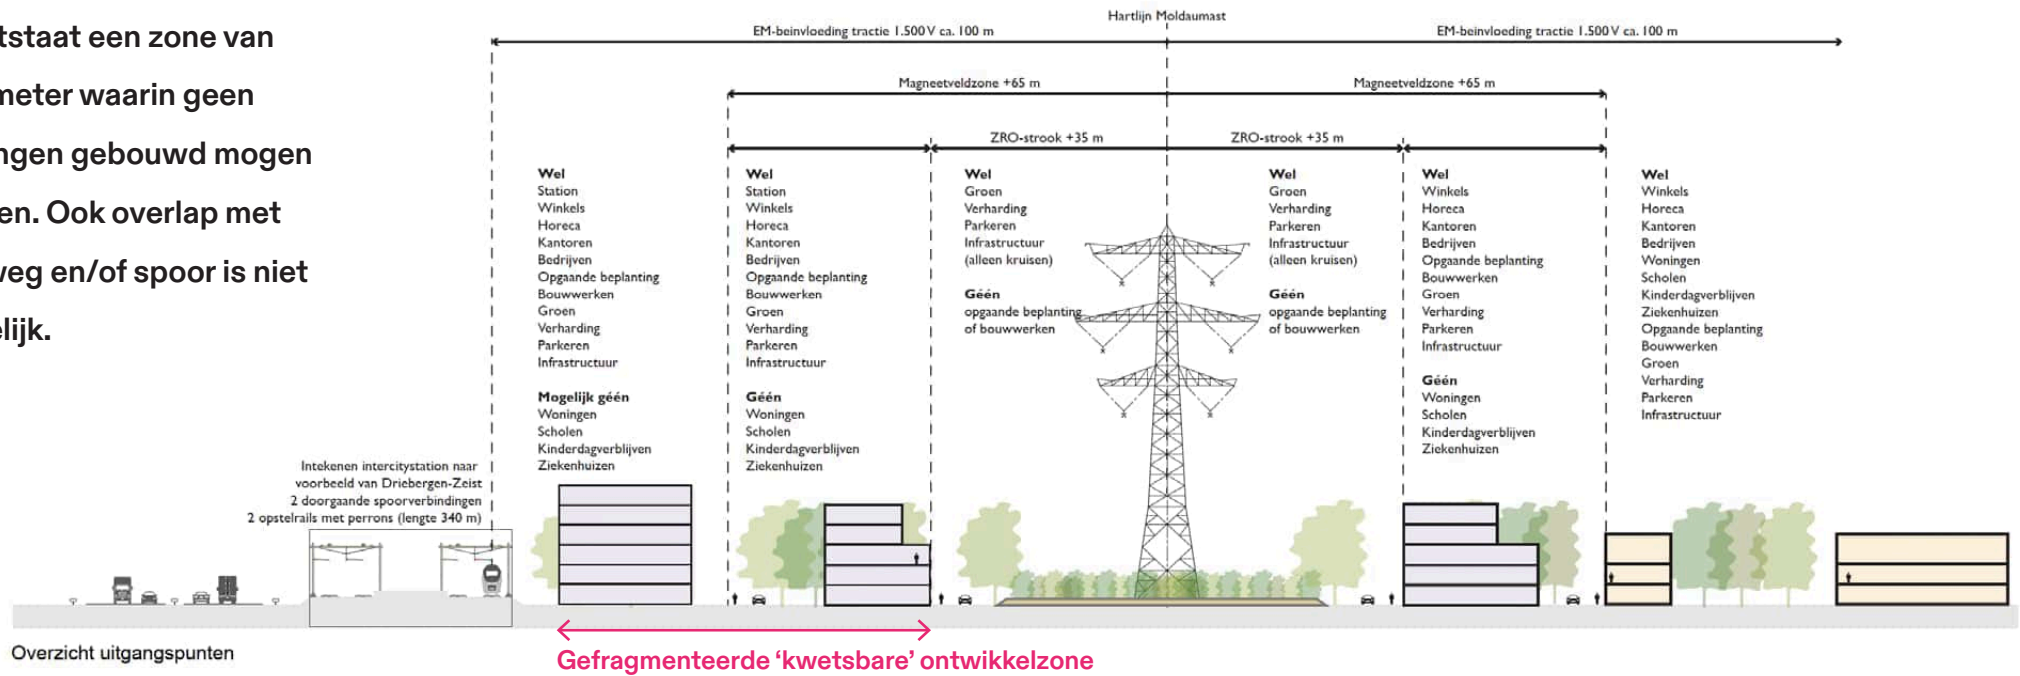 tstaat een zone van
meter waarin geen
ngen gebouwd mogen
en. Ook overlap met
weg en/of spoor is niet
elijk.
Hartlijn Moldaumast
EM-beinvloeding tractie 1.500 V ca. 100 m
EM-beinvloeding tractie 1.500 V ca. 100 m
Magneetveldzone +65 m
Magneetveldzone +65 m
ZRO-strook +35 m
ZRO-strook +35 m
Wel
Station
Winkels
Horeca
Kantoren
Bedrijven
Opgaande beplanting
Bouwwerken
Groen
Verharding
Parkeren
Infrastructuur
Mogelijk géén
Woningen
Scholen
Kinderdagverblijven
Ziekenhuizen
Wel
Station
Winkels
Horeca
Kantoren
Bedrijven
Opgaande beplanting
Bouwwerken
Groen
Verharding
Parkeren
Infrastructuur
Géén
Woningen
Scholen
Kinderdagverblijven
Ziekenhuizen
Wel
Groen
Verharding
Parkeren
Infrastructuur
(alleen kruisen)
Géén
opgaande beplanting
of bouwwerken
Wel
Groen
Verharding
Parkeren
Infrastructuur
(alleen kruisen)
Géén
opgaande beplanting
of bouwwerken
Wel
Winkels
Horeca
Kantoren
Bedrijven
Opgaande beplanting
Bouwwerken
Groen
Verharding
Parkeren
Infrastructuur
Géén
Woningen
Scholen
Kinderdagverblijven
Ziekenhuizen
Wel
Winkels
Horeca
Kantoren
Bedrijven
Woningen
Scholen
Kinderdagverblijven
Ziekenhuizen
Opgaande beplanting
Bouwwerken
Groen
Verharding
Parkeren
Infrastructuur
Intekenen intercitystation naar
voorbeeld van Driebergen-Zeist
2 doorgaande spoorverbindingen
2 opstelrails met perrons (lengte 340 m)
Overzicht uitgangspunten
Gefragmenteerde ‘kwetsbare’ ontwikkelzone